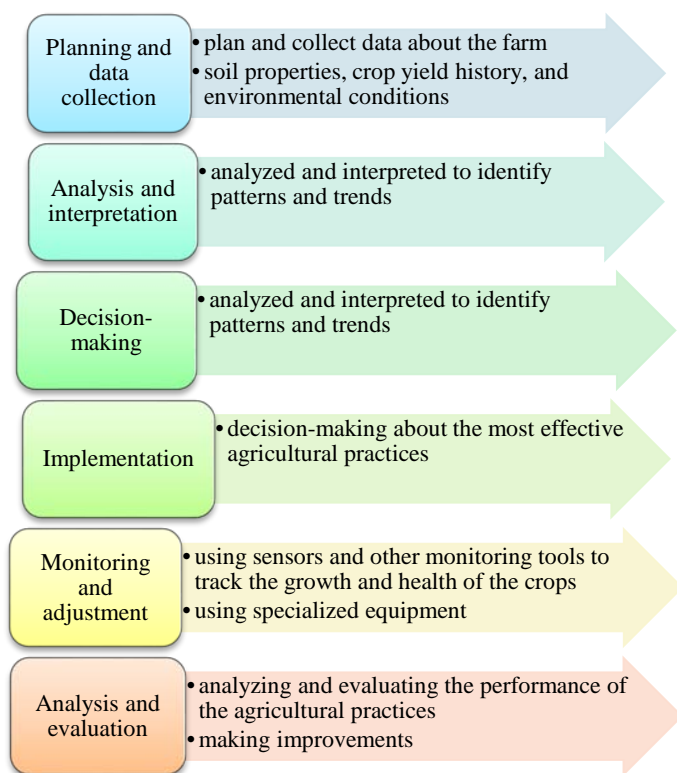 Planning and
data
collection
• plan and collect data about the farm
• soil properties, crop yield history, and
environmental conditions
Analysis and
interpretation
• analyzed and interpreted to identify
patterns and trends
Decision-
making
• analyzed and interpreted to identify
patterns and trends
Implementation
• decision-making about the most effective
agricultural practices
Monitoring
and
adjustment
• using sensors and other monitoring tools to
track the growth and health of the crops
• using specialized equipment
Analysis and
evaluation
• analyzing and evaluating the performance of
the agricultural practices
• making improvements